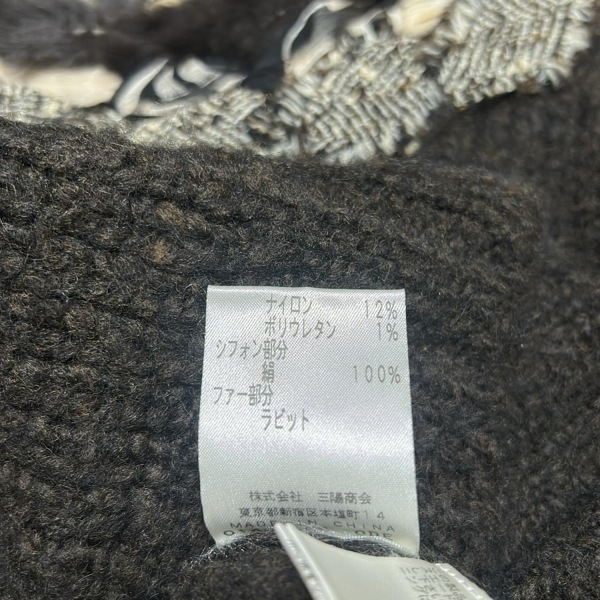 ナイロン 12%
ポリウレタン 1%
シフォン部分
絹 100%
ファー部分
ラビット
株式会社 三陽商会
東京都新宿区本塩町14
MADE IN CHINA